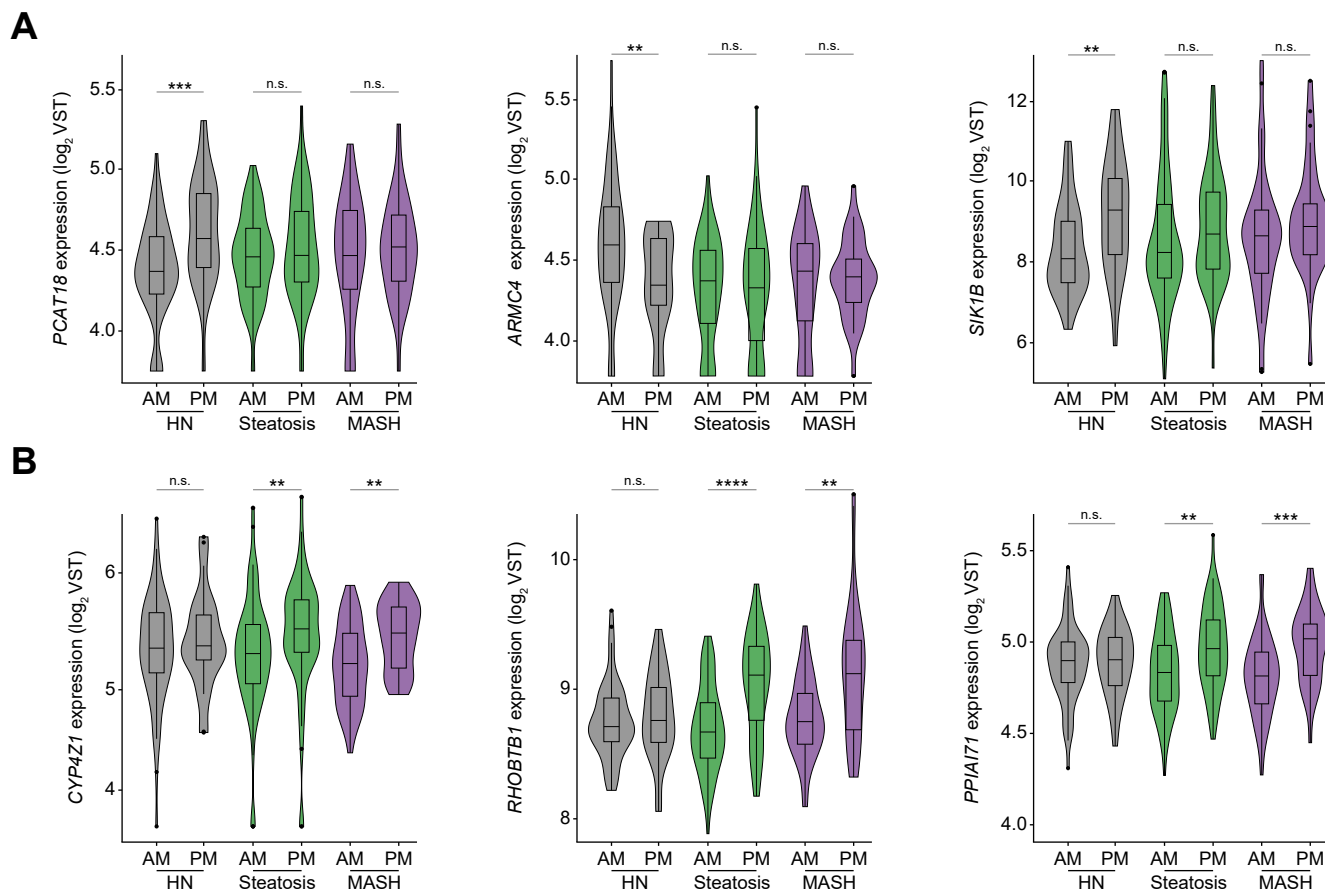 A
PCAT18 expression (log2 VST)
5.5
5.0
4.5
4.0
*** n.s. n.s.
AM PM AM PM AM PM
HN Steatosis MASH
ARMC4 expression (log2 VST)
5.5
5.0
4.5
4.0
** n.s. n.s.
AM PM AM PM AM PM
HN Steatosis MASH
SIK1B expression (log2 VST)
12
10
8
6
** n.s. n.s.
AM PM AM PM AM PM
HN Steatosis MASH
B
CYP4Z1 expression (log2 VST)
6
5
4
n.s. ** **
AM PM AM PM AM PM
HN Steatosis MASH
RHOBTB1 expression (log2 VST)
10
9
8
n.s. **** **
AM PM AM PM AM PM
HN Steatosis MASH
PPIAI71 expression (log2 VST)
5.5
5.0
4.5
4.0
n.s. ** ***
AM PM AM PM AM PM
HN Steatosis MASH